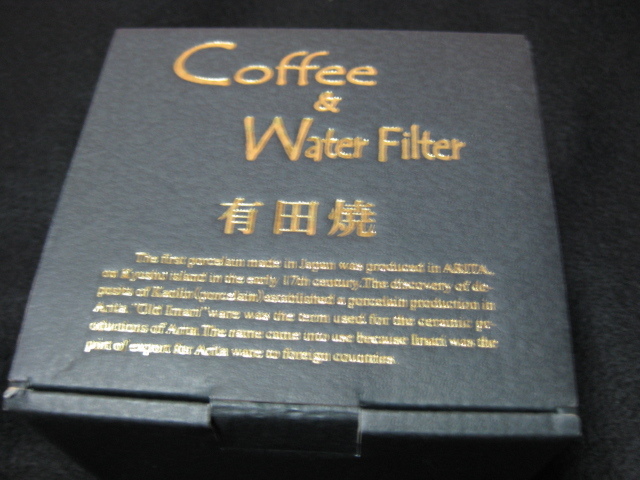 Coffee
&
Water Filter
有田焼
The first porcelain made in Japan was produced in ARITA,
on Kyushu island in the early 17th century. The discovery of de-
posits of Kaolin (porcelain) established a porcelain production in
Arita. "Old Imari" ware was the term used for the ceramic pr-
oductions of Arita. The name came into use because Imari was the
port of export for Arita ware to foreign countries.